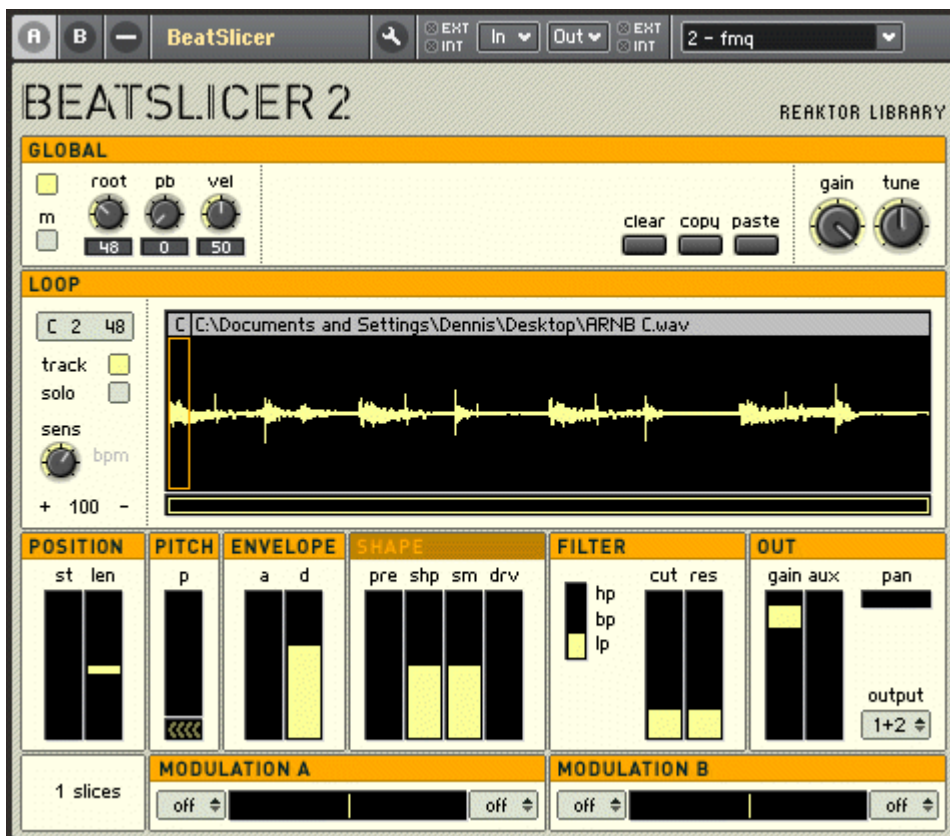 A B BeatSlicer EXT INT In Out EXT INT 2 - fmq
BEATSLICER 2
REAKTOR LIBRARY
GLOBAL
root pb vel
gain tune
m
clear copy paste
48 0 50
LOOP
C 2 48
C C:\Documents and Settings\Dennis\Desktop\ARNB C.wav
track
solo
sens
bpm
+ 100 -
POSITION PITCH ENVELOPE SHAPE FILTER OUT
st len p a d pre shp sm drv cut res gain aux pan
hp
bp
lp
output
1+2
1 slices
MODULATION A MODULATION B
off off off off